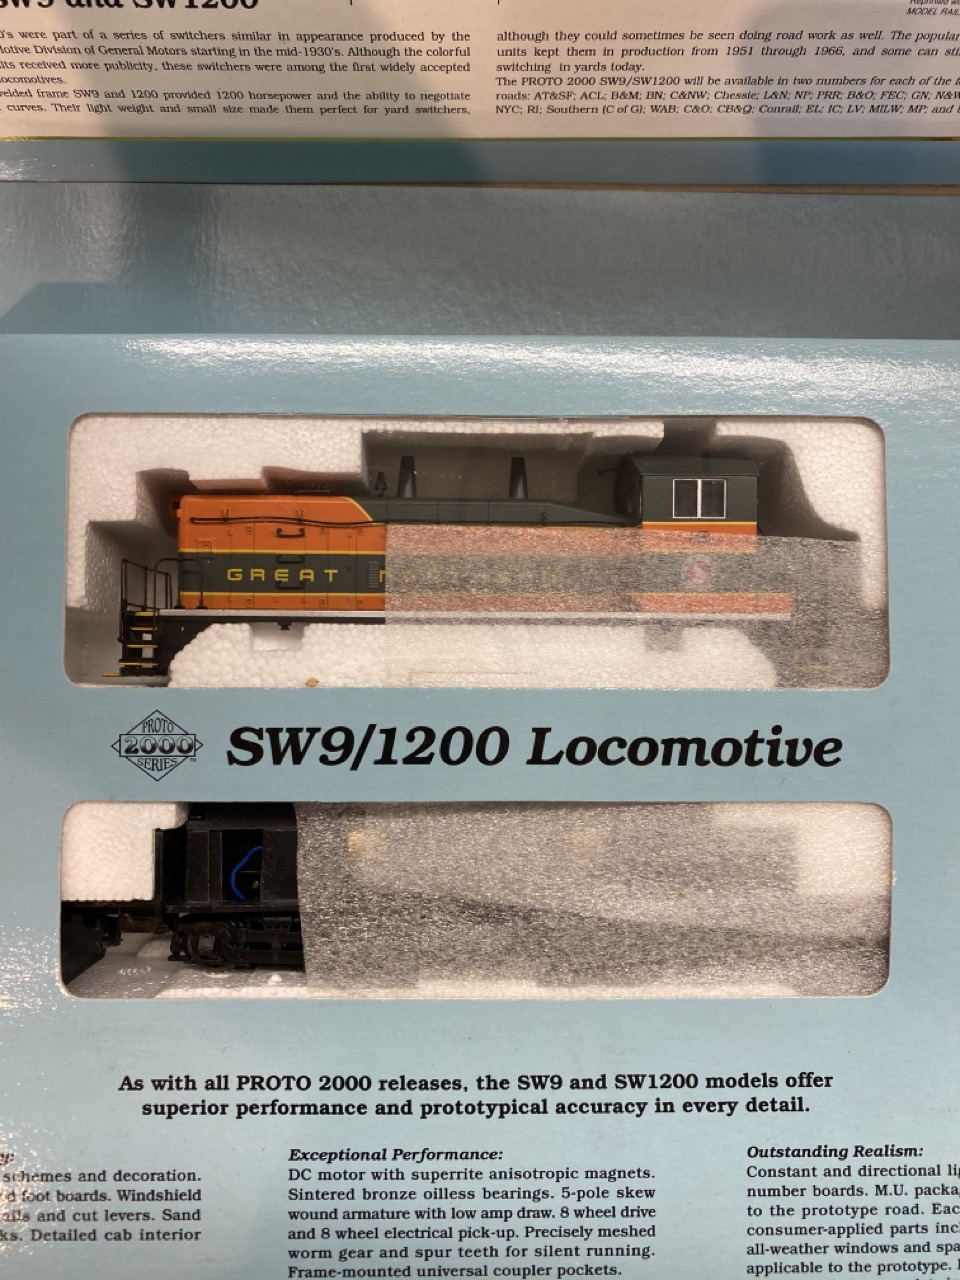 SW9 and SW1200
MODEL RAIL
's were part of a series of switchers similar in appearance produced by the
otive Division of General Motors starting in the mid-1930's. Although the colorful
its received more publicity, these switchers were among the first widely accepted
locomotives.
welded frame SW9 and 1200 provided 1200 horsepower and the ability to negotiate
curves. Their light weight and small size made them perfect for yard switchers,
although they could sometimes be seen doing road work as well. The popular
units kept them in production from 1951 through 1966, and some can sti
switching in yards today.
The PROTO 2000 SW9/SW1200 will be available in two numbers for each of the
roads: AT&SF; ACL; B&M; BN; C&NW; Chessie; L&N; NP; PRR; B&O; FEC; GN; N&W
NYC; RI; Southern (C of G); WAB; C&O; CB&Q; Conrail; EL; IC; LV; MILW; MP; and
GREAT NORTHERN
PROTO
2000
SERIES
SW9/1200 Locomotive
As with all PROTO 2000 releases, the SW9 and SW1200 models offer
superior performance and prototypical accuracy in every detail.
schemes and decoration.
d foot boards. Windshield
alls and cut levers. Sand
ks. Detailed cab interior
Exceptional Performance:
DC motor with superrite anisotropic magnets.
Sintered bronze oilless bearings. 5-pole skew
wound armature with low amp draw. 8 wheel drive
and 8 wheel electrical pick-up. Precisely meshed
worm gear and spur teeth for silent running.
Frame-mounted universal coupler pockets.
Outstanding Realism:
Constant and directional lig
number boards. M.U. packa
to the prototype road. Eac
consumer-applied parts inc
all-weather windows and spa
applicable to the prototype.